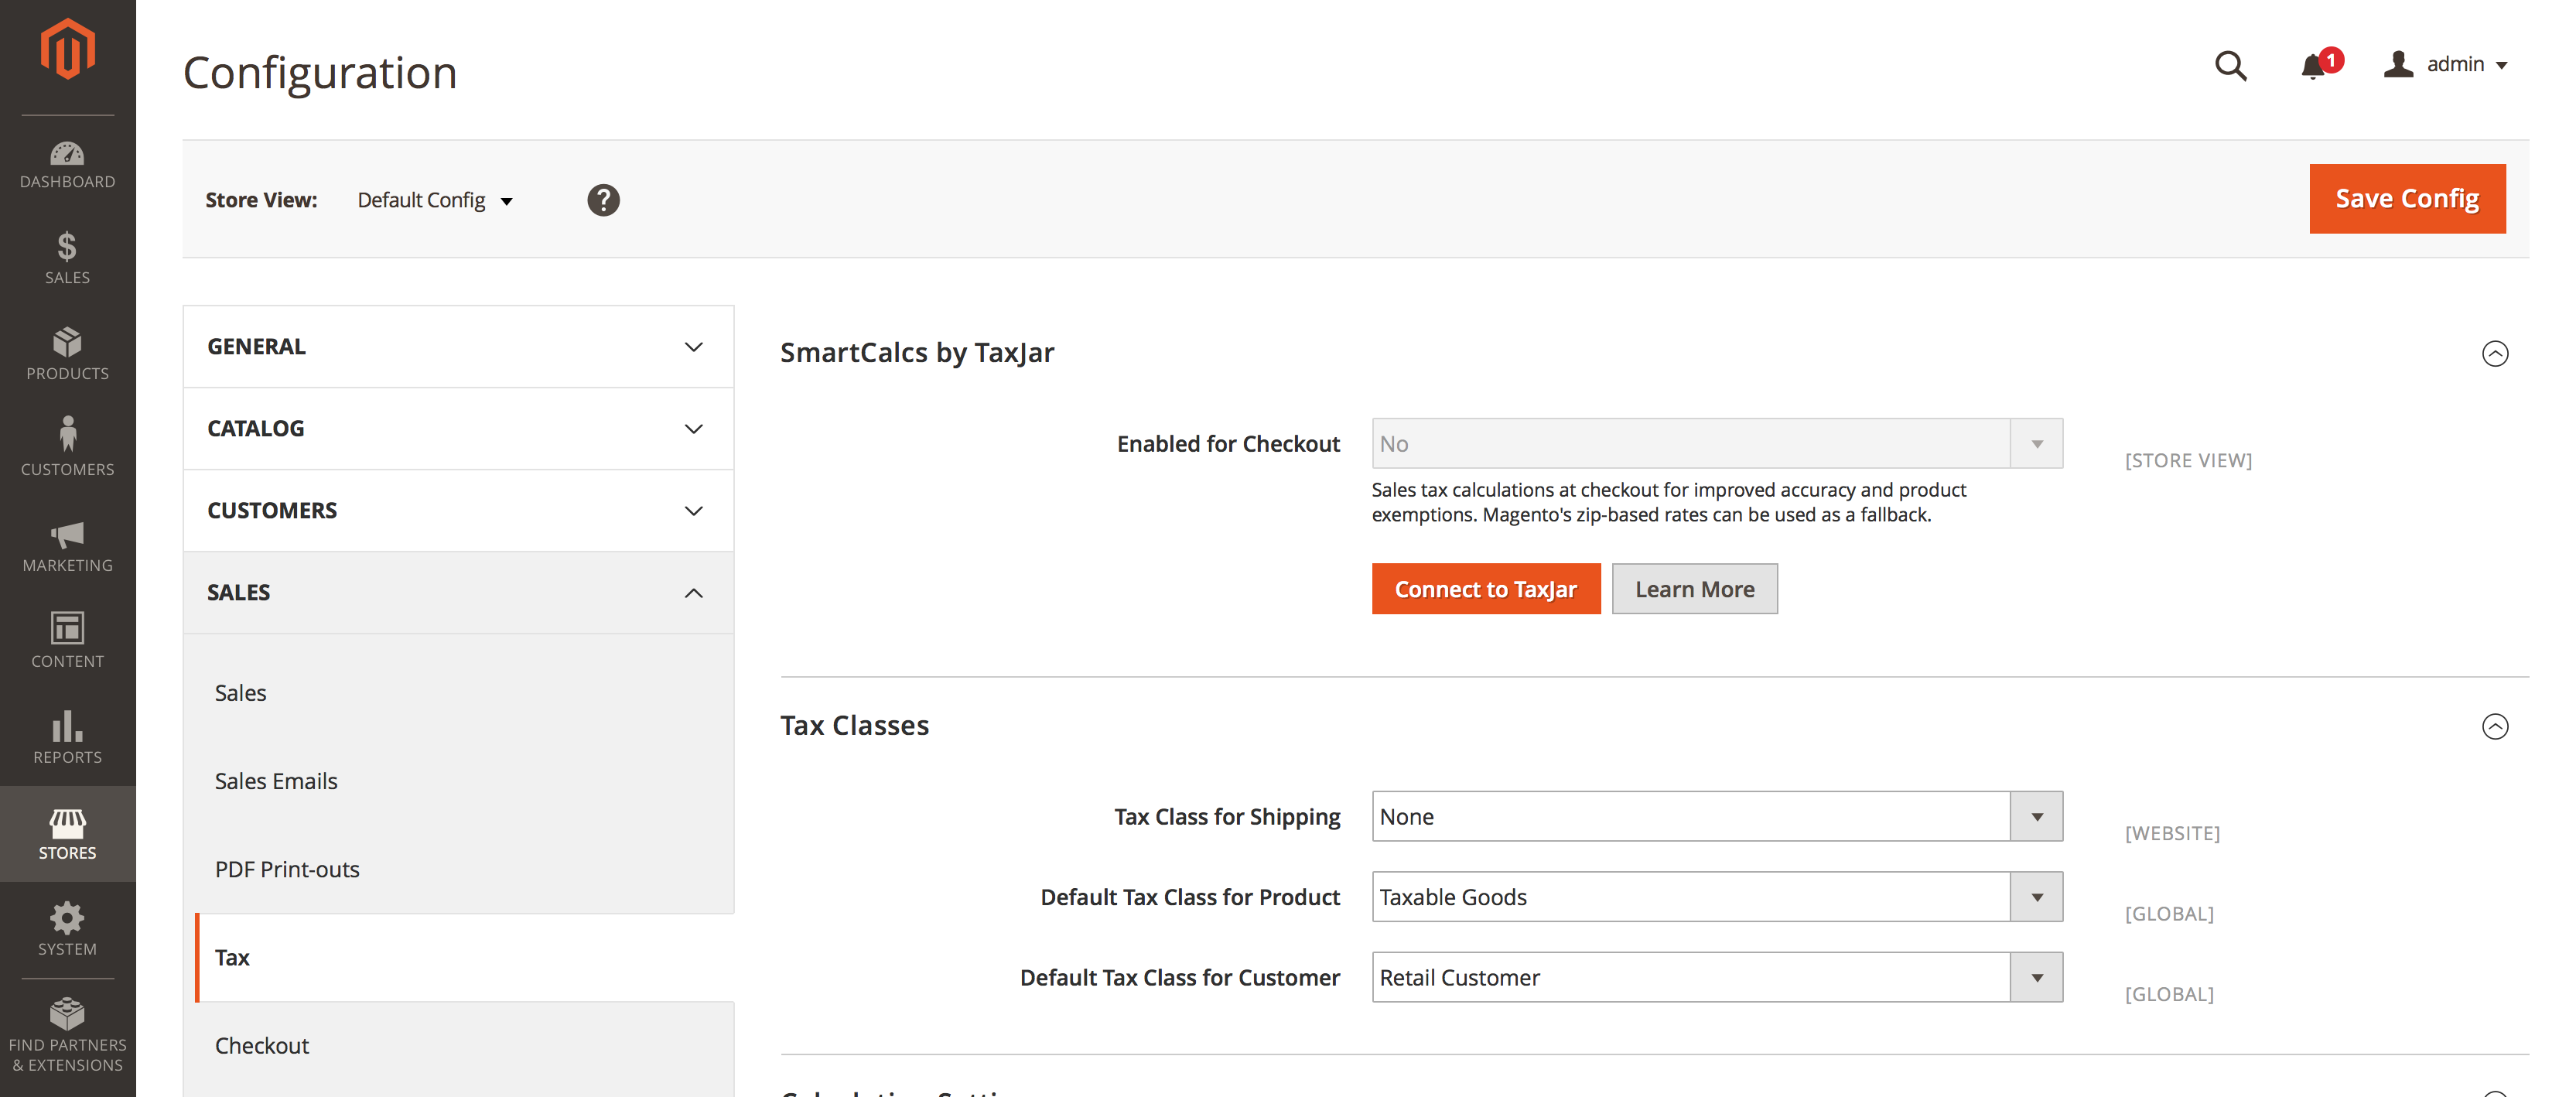 Configuration
1
admin
DASHBOARD
SALES
PRODUCTS
CUSTOMERS
MARKETING
CONTENT
REPORTS
STORES
SYSTEM
FIND PARTNERS
& EXTENSIONS
Store View:
Default Config
?
Save Config
GENERAL
CATALOG
CUSTOMERS
SALES
Sales
Sales Emails
PDF Print-outs
Tax
Checkout
SmartCalcs by TaxJar
Enabled for Checkout
No
[STORE VIEW]
Sales tax calculations at checkout for improved accuracy and product
exemptions. Magento's zip-based rates can be used as a fallback.
Connect to TaxJar
Learn More
Tax Classes
Tax Class for Shipping
None
[WEBSITE]
Default Tax Class for Product
Taxable Goods
[GLOBAL]
Default Tax Class for Customer
Retail Customer
[GLOBAL]